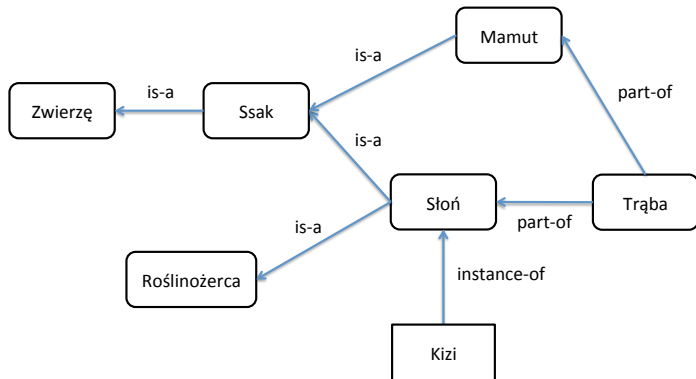 Mamut
is-a
part-of
is-a
Zwierzę
Ssak
is-a
Słoń
Trąba
part-of
is-a
Roślinożerca
instance-of
Kizi